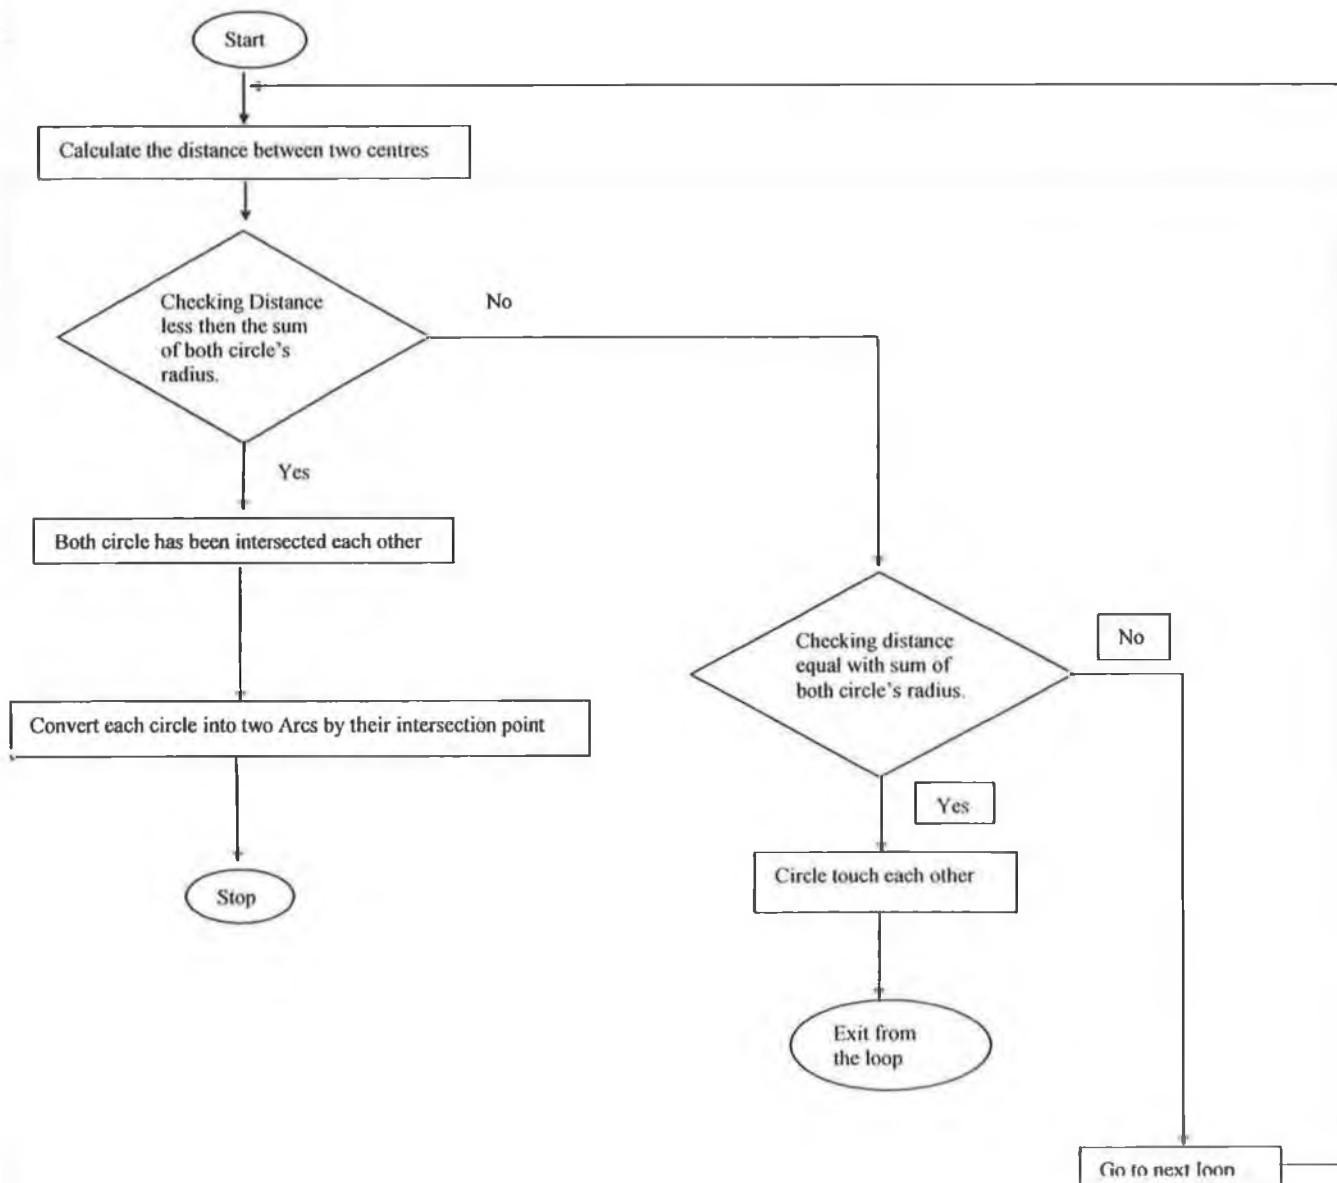 Start
Calculate the distance between two centres
Checking Distance
less then the sum
of both circle's
radius.
No
Yes
Both circle has been intersected each other
Convert each circle into two Arcs by their intersection point
Stop
Checking distance
equal with sum of
both circle's radius.
No
Yes
Circle touch each other
Exit from
the loop
Go to next loop